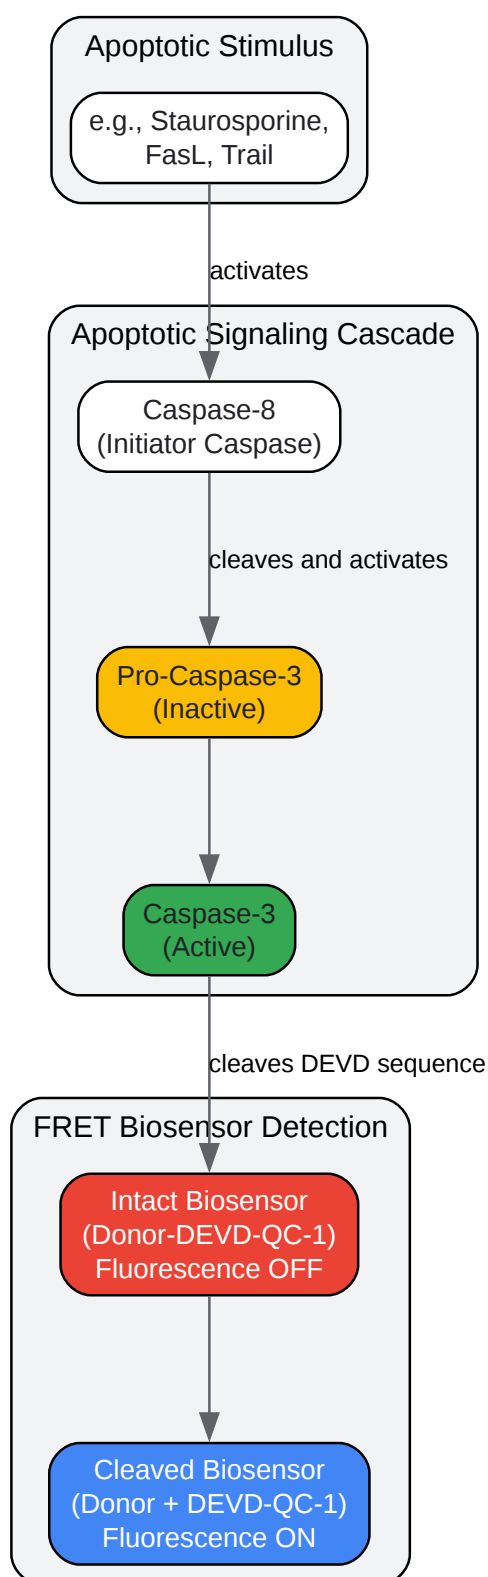 Apoptotic Stimulus
e.g., Staurosporine,
FasL, Trail
activates
Apoptotic Signaling Cascade
Caspase-8
(Initiator Caspase)
cleaves and activates
Pro-Caspase-3
(Inactive)
Caspase-3
(Active)
cleaves DEVD sequence
FRET Biosensor Detection
Intact Biosensor
(Donor-DEVD-QC-1)
Fluorescence OFF
Cleaved Biosensor
(Donor + DEVD-QC-1)
Fluorescence ON